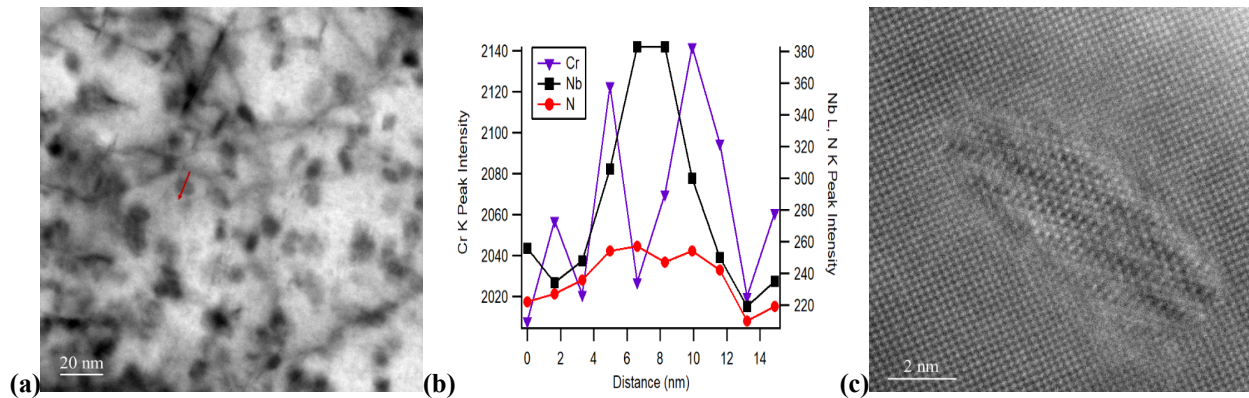 (a)
20 nm
(b)
Cr K Peak Intensity
2140
2120
2100
2080
2060
2040
2020
Cr
Nb
N
380
360
340
320
300
280
260
240
220
Nb L, N K Peak Intensity
0 2 4 6 8 10 12 14
Distance (nm)
(c)
2 nm